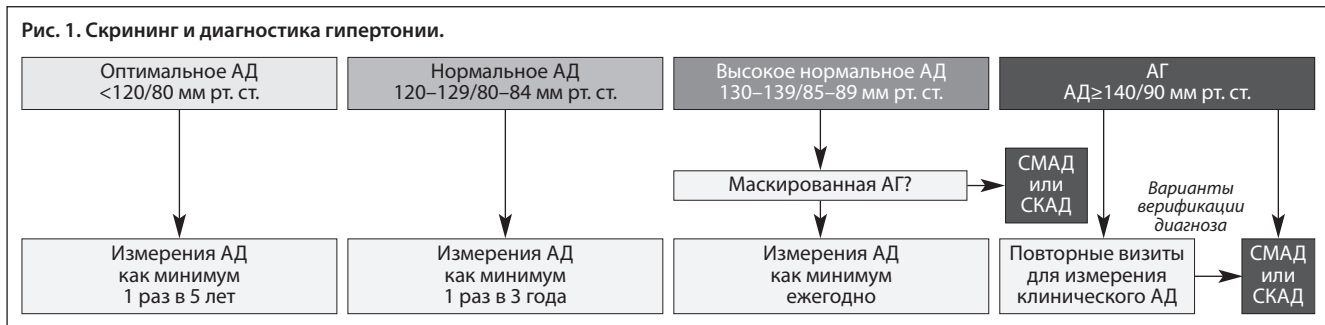 Рис. 1. Скрининг и диагностика гипертонии.
Оптимальное АД
<120/80 мм рт. ст.
Нормальное АД
120–129/80–84 мм рт. ст.
Высокое нормальное АД
130–139/85–89 мм рт. ст.
АГ
АД≥140/90 мм рт. ст.
Маскированная АГ?
СМАД
или
СКАД
Варианты
верификации
диагноза
Измерения АД
как минимум
1 раз в 5 лет
Измерения АД
как минимум
1 раз в 3 года
Измерения АД
как минимум
ежегодно
Повторные визиты
для измерения
клинического АД
СМАД
или
СКАД